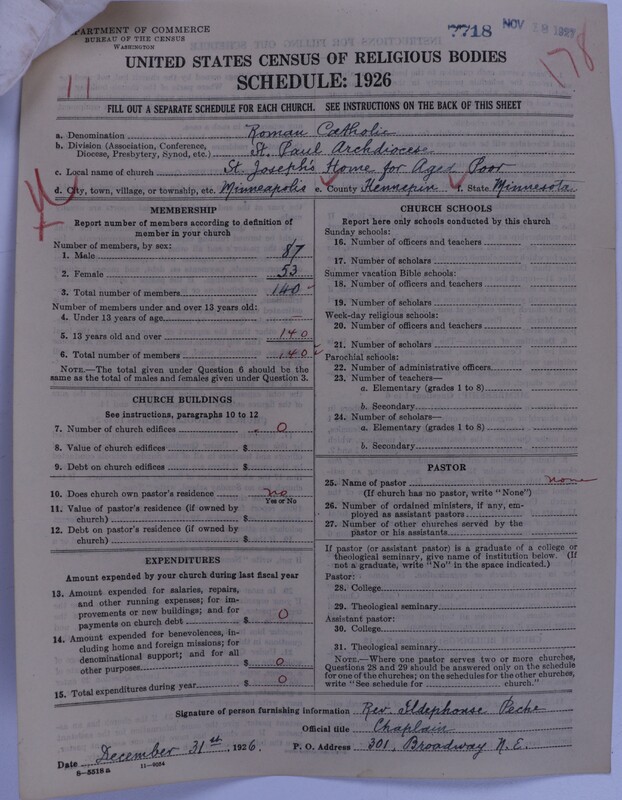 DEPARTMENT OF COMMERCE
BUREAU OF THE CENSUS
WASHINGTON
7718
NOV 18 1927
178
11
UNITED STATES CENSUS OF RELIGIOUS BODIES
SCHEDULE: 1926
FILL OUT A SEPARATE SCHEDULE FOR EACH CHURCH. SEE INSTRUCTIONS ON THE BACK OF THIS SHEET
a. Denomination Roman Catholic
b. Division (Association, Conference,
Diocese, Presbytery, Synod, etc.) St. Paul Archdiocese
c. Local name of church St. Joseph's Home for Aged Poor
d. City, town, village, or township, etc. Minneapolis e. County Hennepin f. State Minnesota
MEMBERSHIP
Report number of members according to definition of
member in your church
Number of members, by sex:
1. Male 87
2. Female 53
3. Total number of members 140
Number of members under and over 13 years old:
4. Under 13 years of age —
5. 13 years old and over 140
6. Total number of members 140
NOTE.—The total given under Question 6 should be
the same as the total of males and females given under Question 3.
CHURCH BUILDINGS
See instructions, paragraphs 10 to 12
7. Number of church edifices 0
8. Value of church edifices $
9. Debt on church edifices $
10. Does church own pastor's residence no
Yes or No
11. Value of pastor's residence (if owned by
church) $
12. Debt on pastor's residence (if owned by
church) $
EXPENDITURES
Amount expended by your church during last fiscal year
13. Amount expended for salaries, repairs,
and other running expenses; for im-
provements or new buildings; and for
payments on church debt $ 0
14. Amount expended for benevolences, in-
cluding home and foreign missions; for
denominational support; and for all
other purposes $ 0
15. Total expenditures during year $ 0
CHURCH SCHOOLS
Report here only schools conducted by this church
Sunday schools:
16. Number of officers and teachers
17. Number of scholars
Summer vacation Bible schools:
18. Number of officers and teachers
19. Number of scholars
Week-day religious schools:
20. Number of officers and teachers
21. Number of scholars
Parochial schools:
22. Number of administrative officers
23. Number of teachers—
a. Elementary (grades 1 to 8)
b. Secondary
24. Number of scholars—
a. Elementary (grades 1 to 8)
b. Secondary
PASTOR
25. Name of pastor none
(If church has no pastor, write "None")
26. Number of ordained ministers, if any, em-
ployed as assistant pastors
27. Number of other churches served by the
pastor or his assistants
If pastor (or assistant pastor) is a graduate of a college or
theological seminary, give name of institution below. (If
not a graduate, write "No" in the space indicated.)
Pastor:
28. College
29. Theological seminary
Assistant pastor:
30. College
31. Theological seminary
NOTE.—Where one pastor serves two or more churches,
Questions 28 and 29 should be answered only on the schedule
for one of the churches; on the schedules for the other churches,
write "See schedule for church."
Signature of person furnishing information Rev. Ildephonse Peche
Official title Chaplain
Date December 31st, 1926. P. O. Address 301, Broadway N. E.
8-5518 a 11-9024